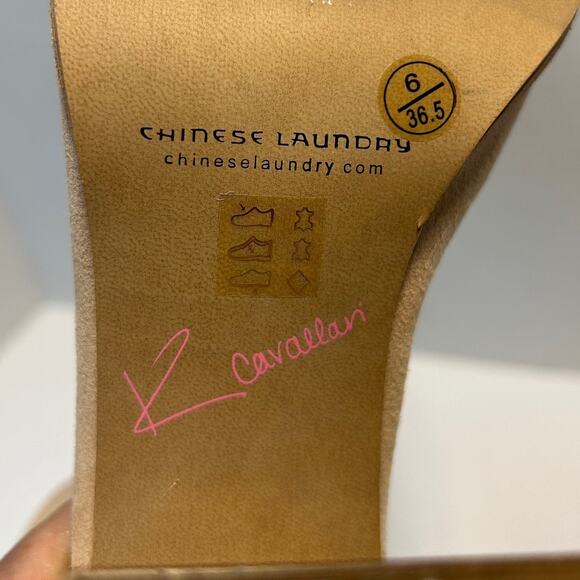 6
36.5
CHINESE LAUNDRY
chineselaundry.com
K Cavallari